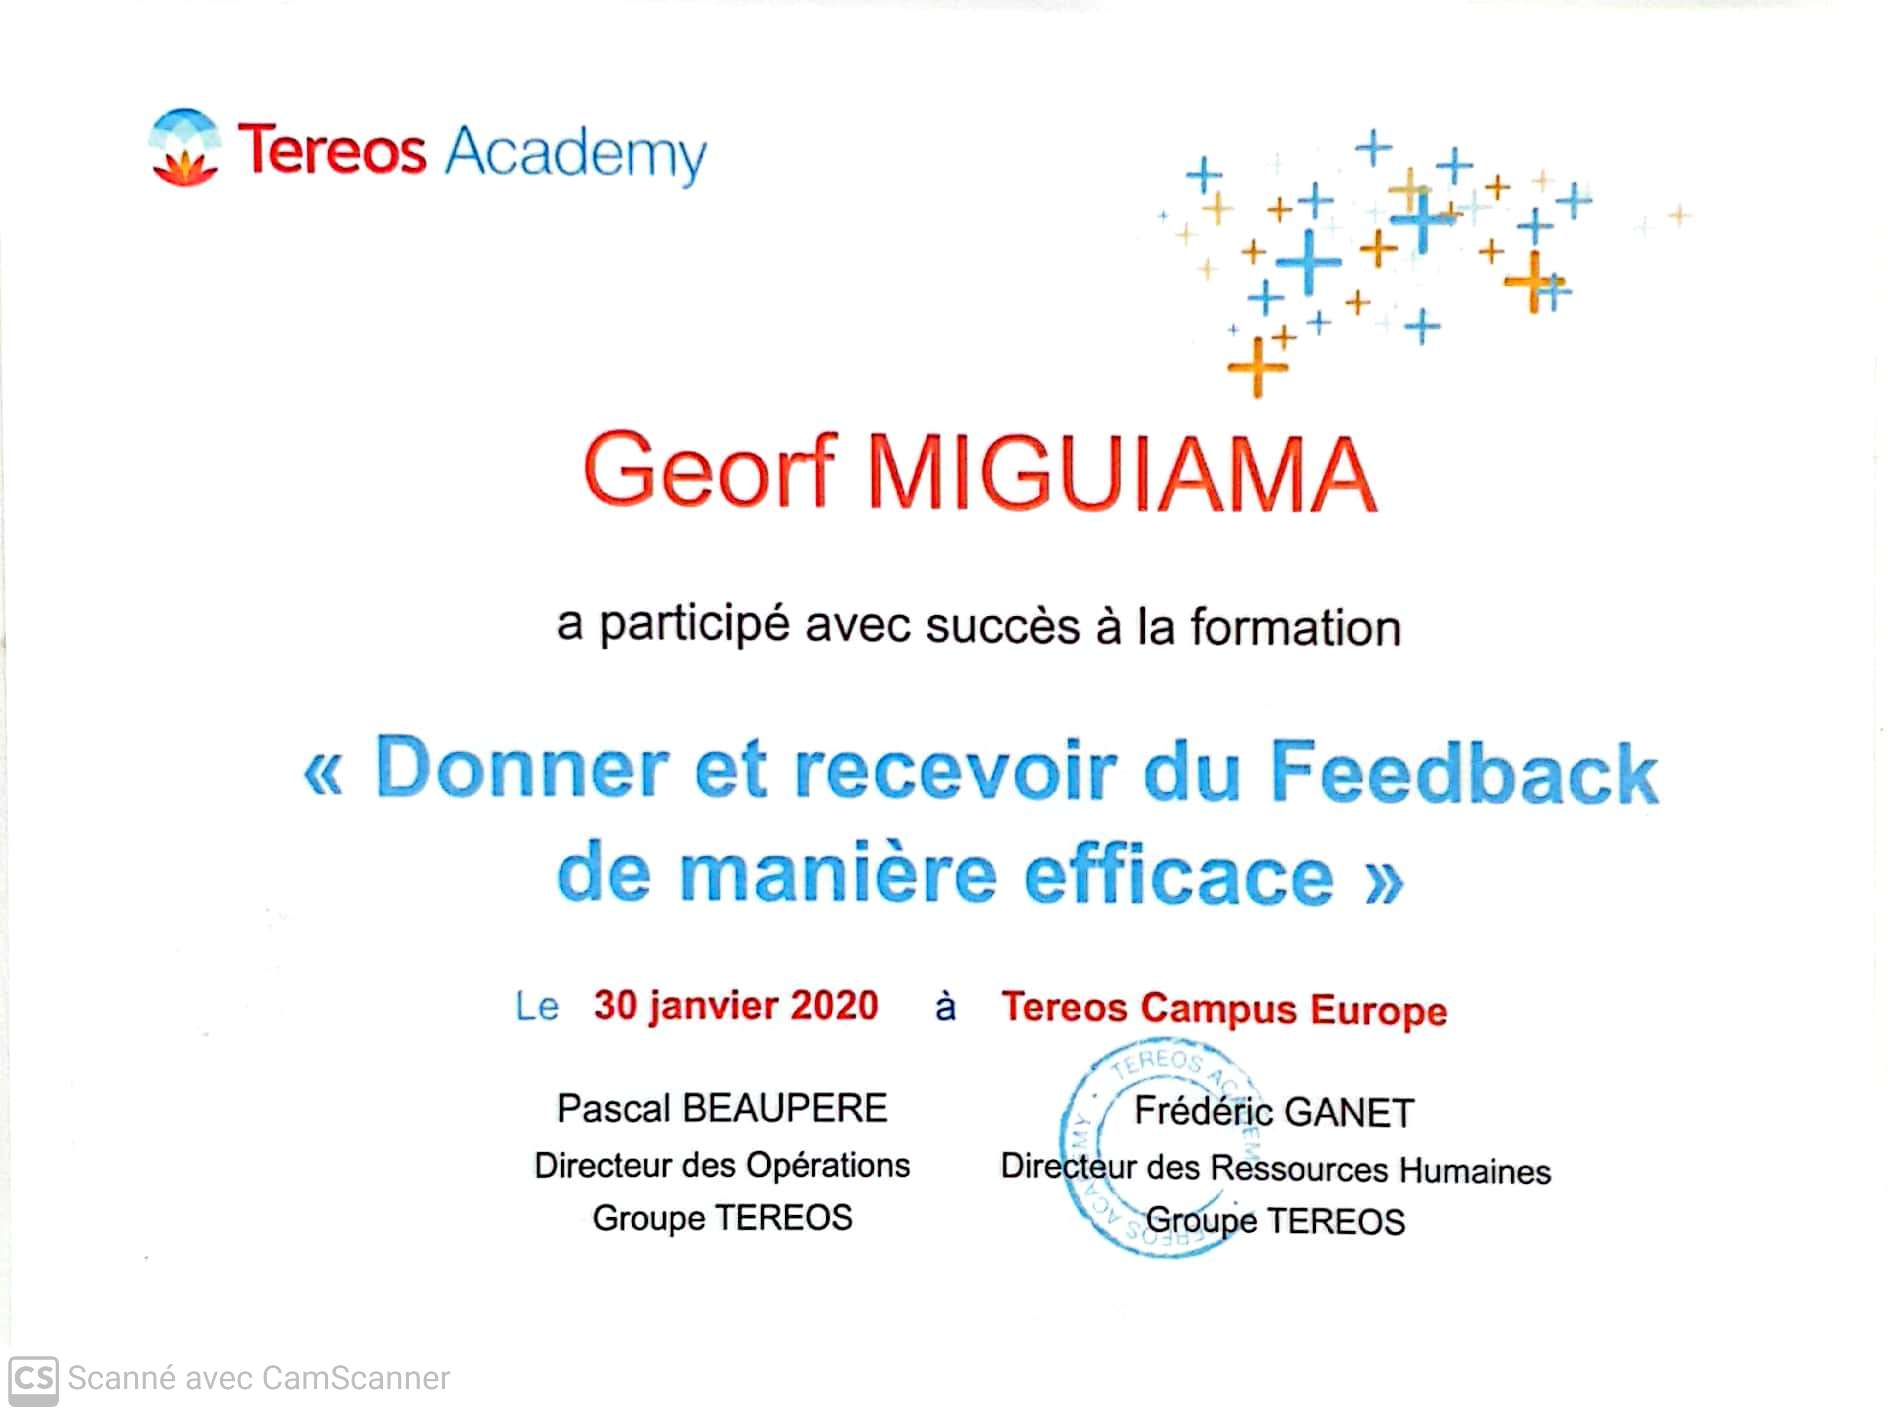 Tereos Academy
Georf MIGUIAMA
a participé avec succès à la formation
« Donner et recevoir du Feedback
de manière efficace »
Le 30 janvier 2020 à Tereos Campus Europe
TEREOS ACADEMY · TEREOS ACADEMY ·
Pascal BEAUPERE
Directeur des Opérations
Groupe TEREOS
Frédéric GANET
Directeur des Ressources Humaines
Groupe TEREOS
CS Scanné avec CamScanner